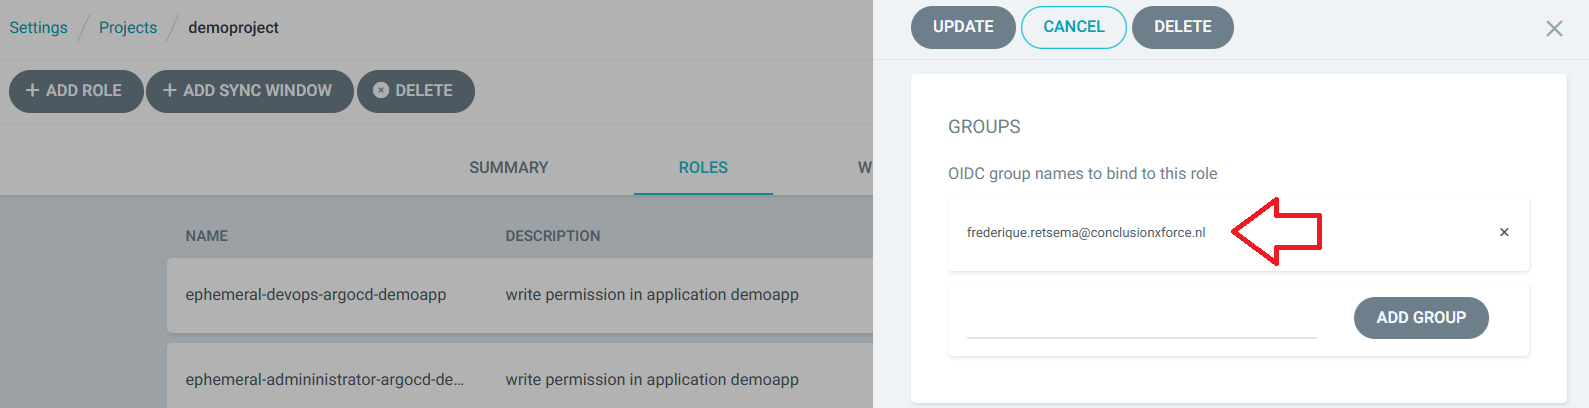 Settings / Projects / demoproject
+ ADD ROLE + ADD SYNC WINDOW DELETE
SUMMARY ROLES W
NAME DESCRIPTION
ephemeral-devops-argocd-demoapp write permission in application demoapp
ephemeral-admininistrator-argocd-de... write permission in application demoapp
UPDATE CANCEL DELETE
GROUPS
OIDC group names to bind to this role
frederique.retsema@conclusionxforce.nl
ADD GROUP